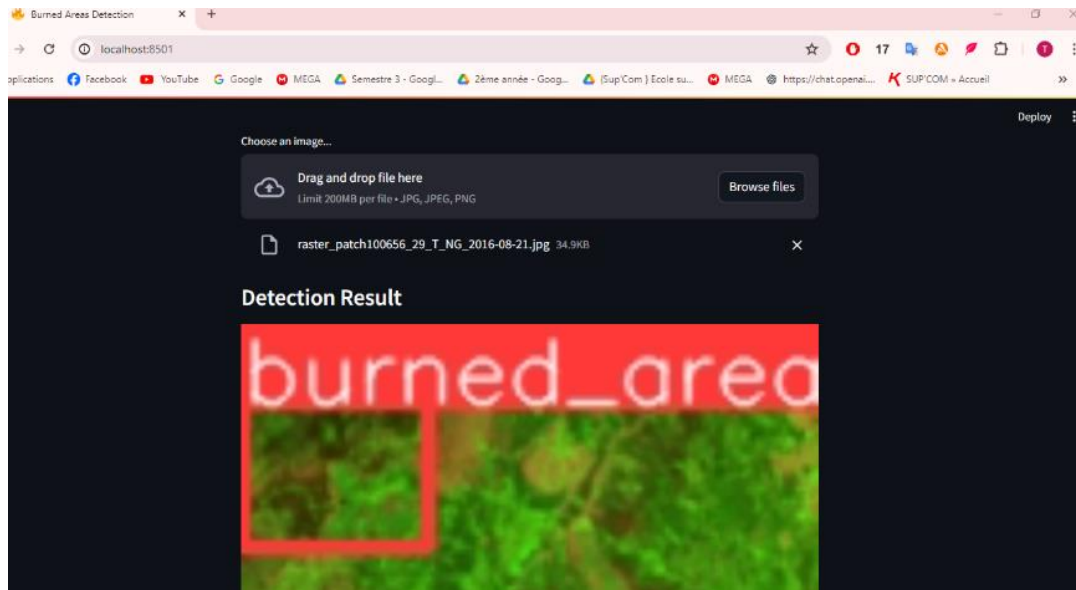 Burned Areas Detection
localhost:8501
17
T
pplications Facebook YouTube Google MEGA Semestre 3 - Googl... 2ème année - Goog... (Sup'Com ) Ecole su... MEGA https://chat.openai.... SUP'COM » Accueil »
Deploy
Choose an image...
Drag and drop file here
Limit 200MB per file • JPG, JPEG, PNG
Browse files
raster_patch100656_29_T_NG_2016-08-21.jpg 34.9KB
Detection Result
burned_area